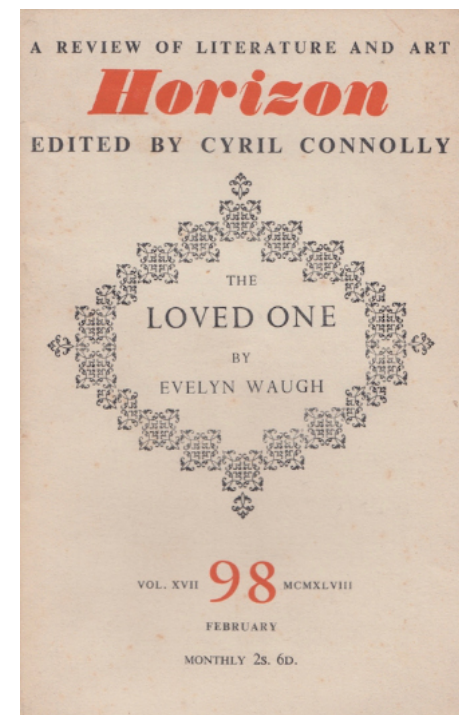 A REVIEW OF LITERATURE AND ART
Horizon
EDITED BY CYRIL CONNOLLY
THE
LOVED ONE
BY
EVELYN WAUGH
VOL. XVII 98 MCMXLVIII
FEBRUARY
MONTHLY 2s. 6D.